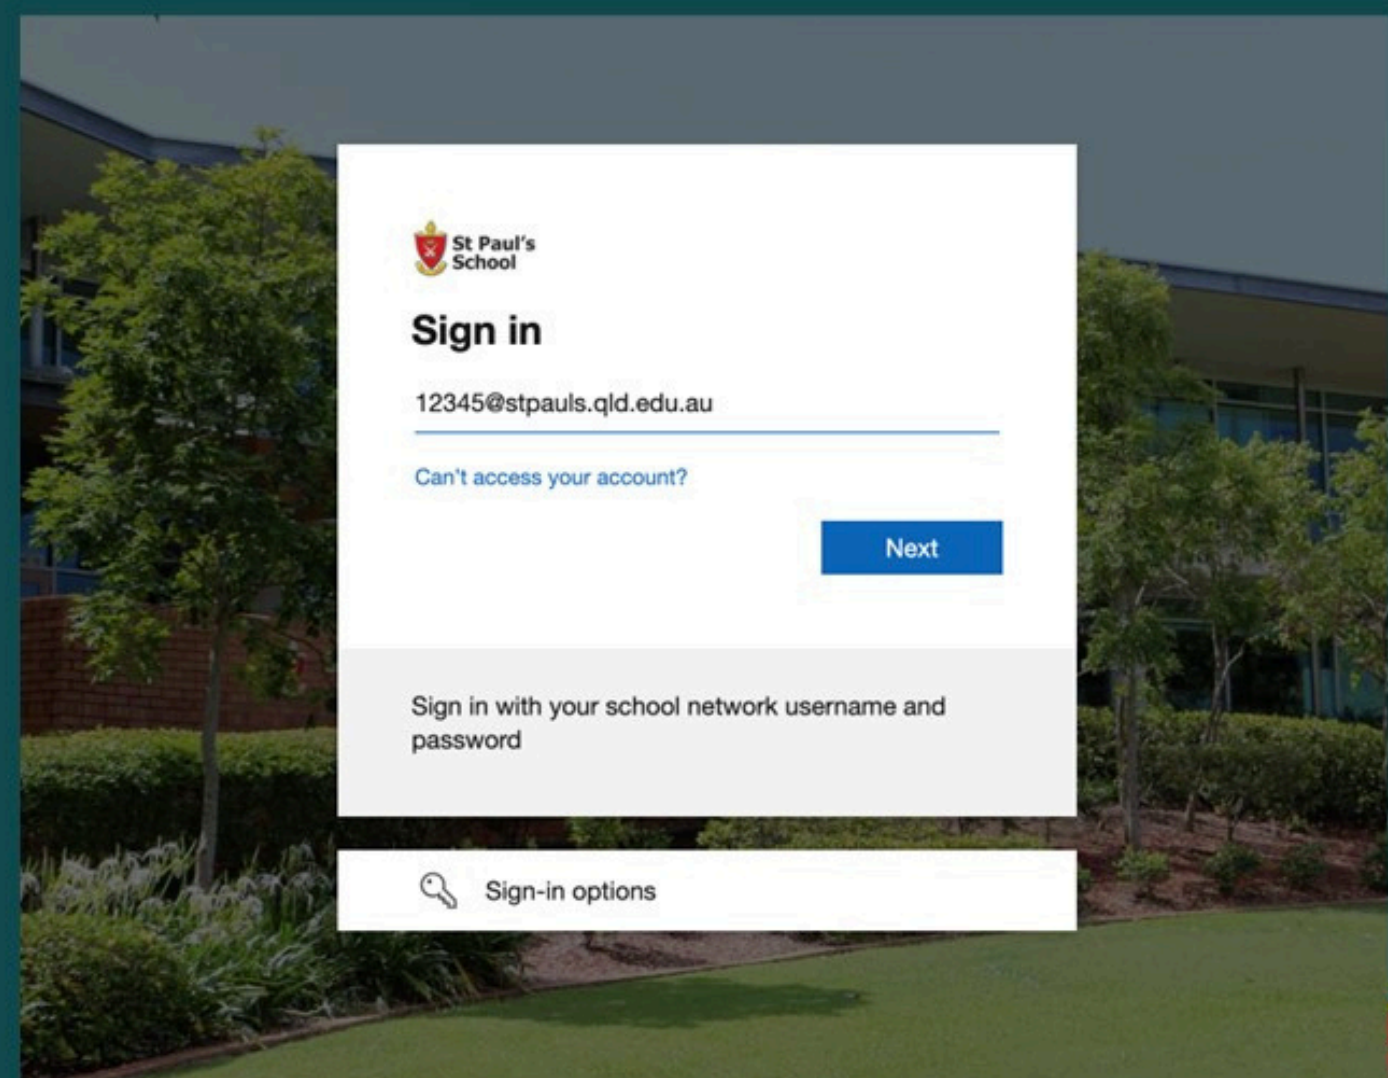 St Paul's
School
Sign in
12345@stpauls.qld.edu.au
Can't access your account?
Next
Sign in with your school network username and
password
Sign-in options